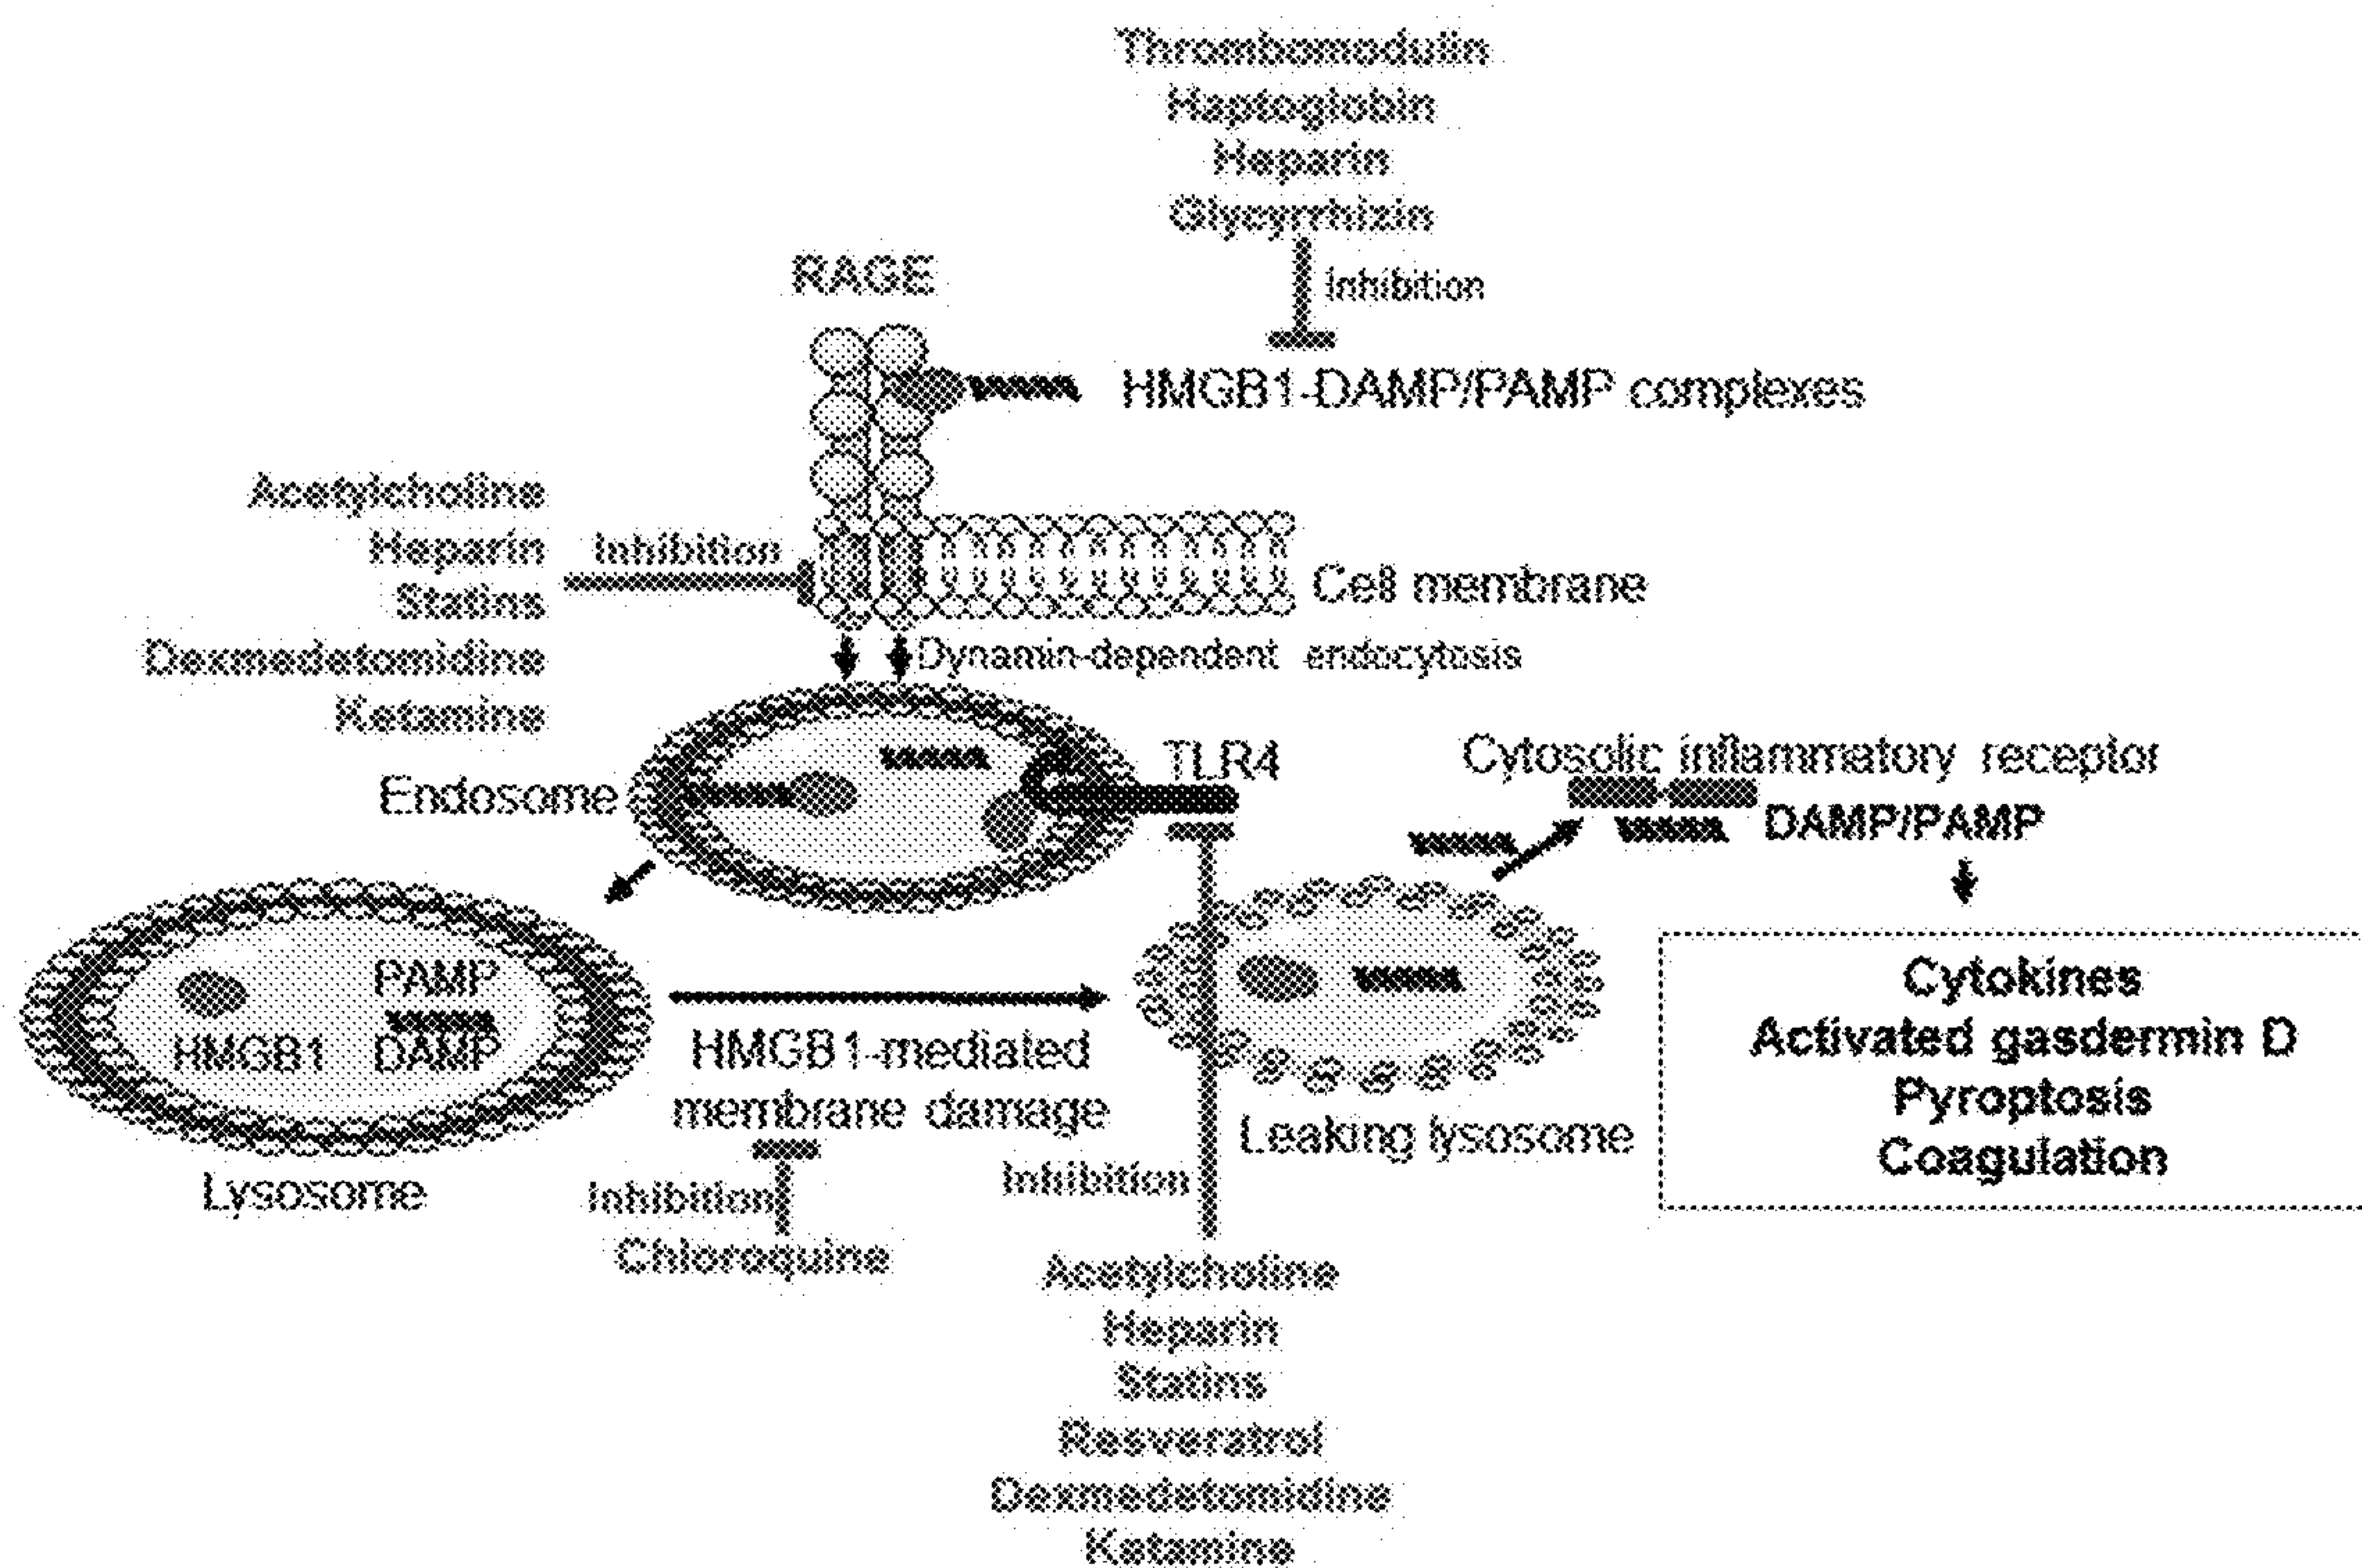 Thrombomodulin
Haptoglobin
Heparin
Glycyrrhizin
Inhibition
RAGE
HMGB1-DAMP/PAMP complexes
Acetylcholine
Heparin
Statins
Dexmedetomidine
Ketamine
Inhibition
Cell membrane
Dynamin-dependent endocytosis
Endosome
TLR4
Cytosolic inflammatory receptor
DAMP/PAMP
PAMP
HMGB1 DAMP
Lysosome
HMGB1-mediated
membrane damage
Inhibition
Chloroquine
Leaking lysosome
Inhibition
Acetylcholine
Heparin
Statins
Resveratrol
Dexmedetomidine
Ketamine
Cytokines
Activated gasdermin D
Pyroptosis
Coagulation